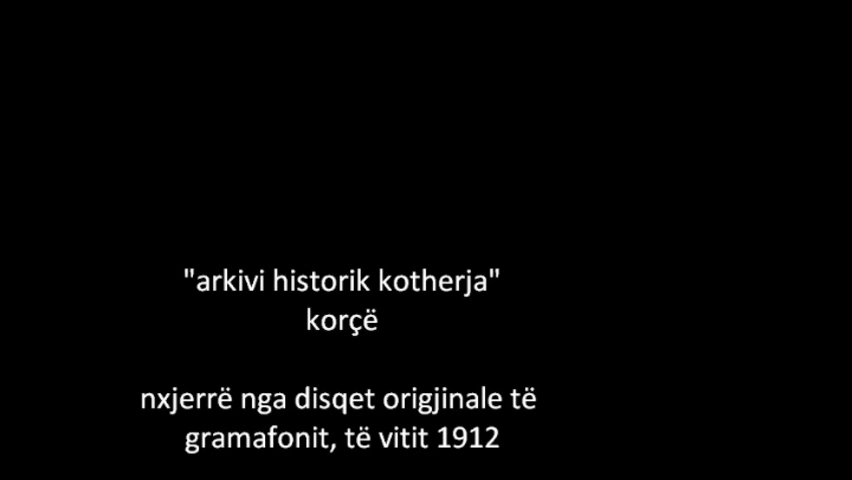 "arkivi historik kotherja"
korçë
nxjerrë nga disqet origjinale të
gramafonit, të vitit 1912